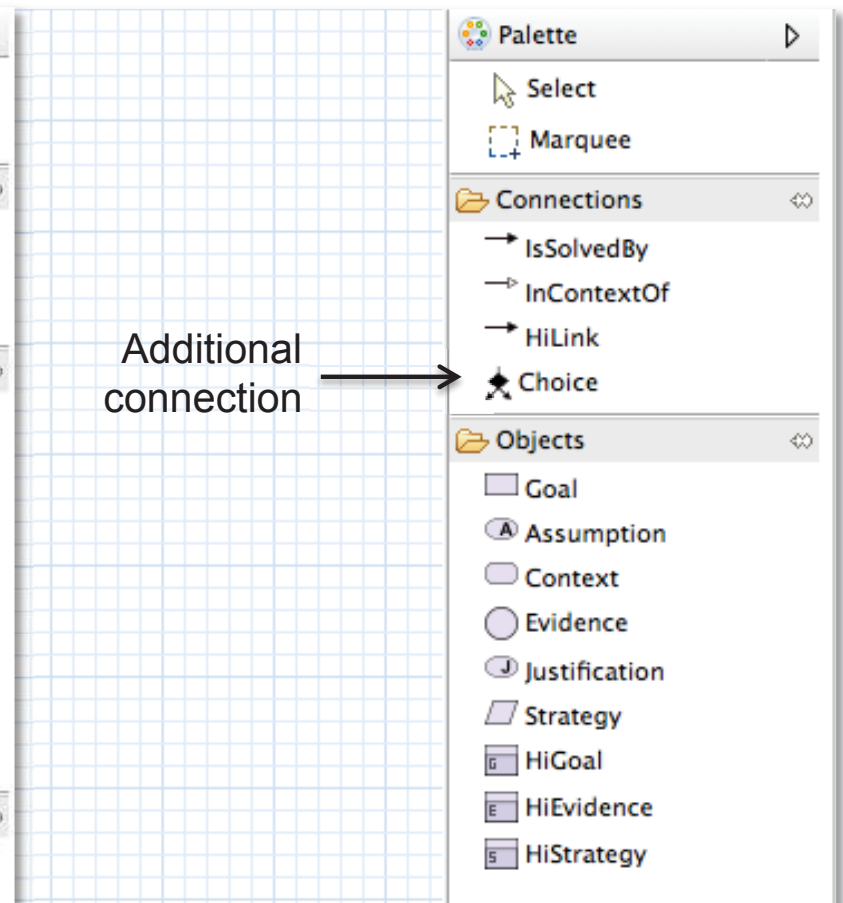 Palette
Select
Marquee
Connections
IsSolvedBy
InContextOf
HiLink
Additional
connection
Choice
Objects
Goal
A Assumption
Context
Evidence
J Justification
Strategy
G HiGoal
E HiEvidence
S HiStrategy